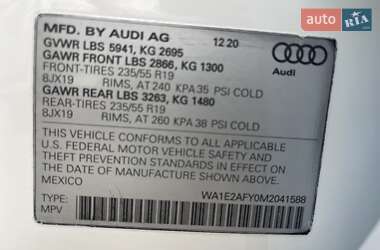 auto RIA.com
MFD. BY AUDI AG 12 20
GVWR LBS 5941, KG 2695
GAWR FRONT LBS 2866, KG 1300
FRONT-TIRES 235/55 R19
8JX19 RIMS, AT 240 KPA 35 PSI COLD
GAWR REAR LBS 3263, KG 1480
REAR-TIRES 235/55 R19
8JX19 RIMS, AT 260 KPA 38 PSI COLD
Audi
THIS VEHICLE CONFORMS TO ALL APPLICABLE
U.S. FEDERAL MOTOR VEHICLE SAFETY AND
THEFT PREVENTION STANDARDS IN EFFECT ON
THE DATE OF MANUFACTURE SHOWN ABOVE.
MEXICO
WA1E2AFY0M2041588
TYPE:
MPV